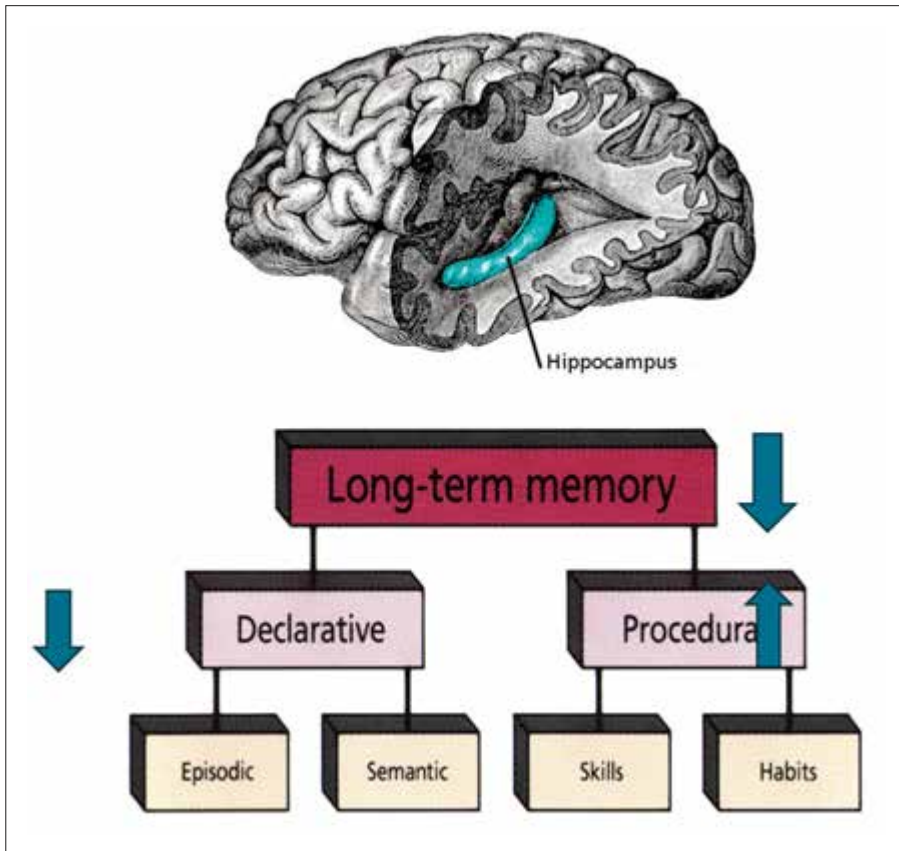 Hippocampus
Long-term memory
Declarative
Procedura
Episodic
Semantic
Skills
Habits